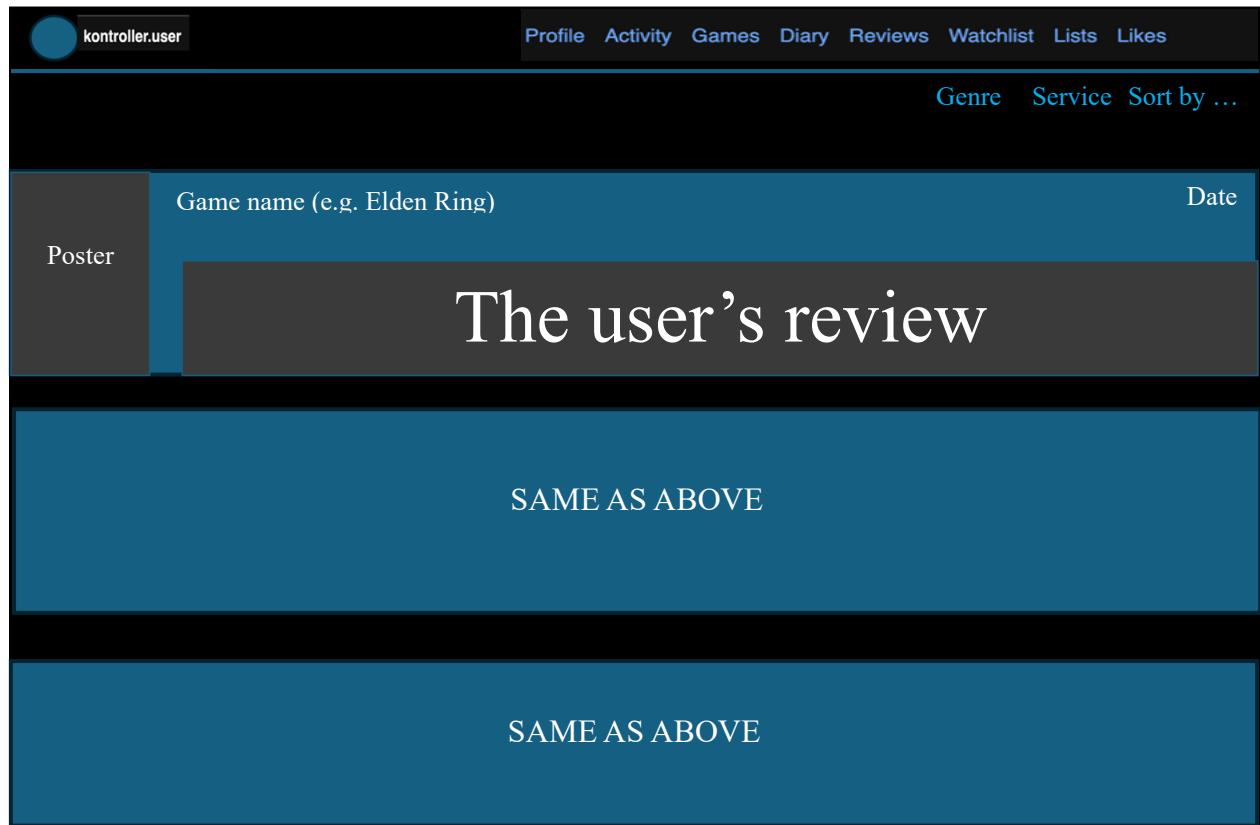 kontroller.user Profile Activity Games Diary Reviews Watchlist Lists Likes
Genre Service Sort by …
Game name (e.g. Elden Ring) Date
Poster
The user’s review
SAME AS ABOVE
SAME AS ABOVE